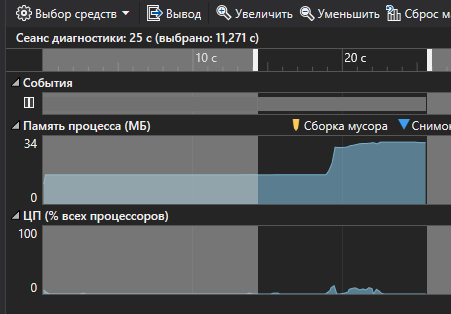 Выбор средств Вывод Увеличить Уменьшить Сброс м
Сеанс диагностики: 25 с (выбрано: 11,271 с)
10 с 20 с
События
Память процесса (МБ) Сборка мусора Снимок
34
0
ЦП (% всех процессоров)
100
0